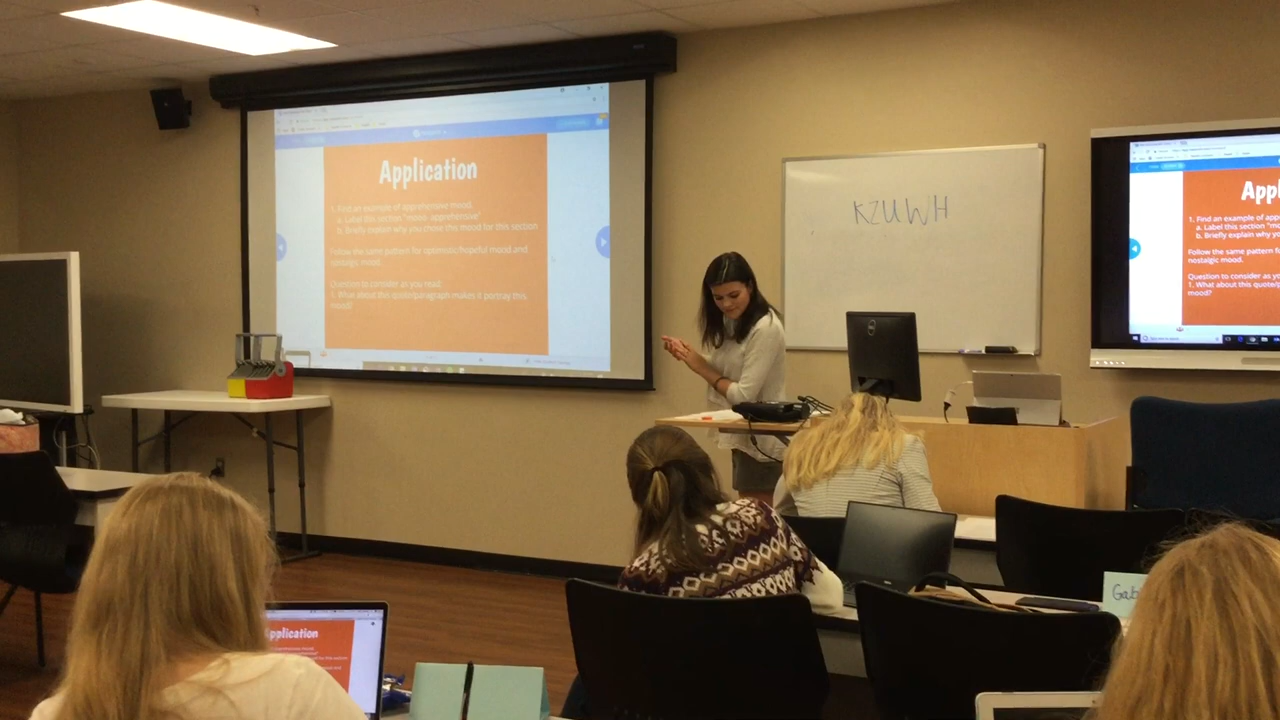 Application
1. Find an example of apprehensive mood.
a. Label this section "mood- apprehensive"
b. Briefly explain why you chose this mood for this section
Follow the same pattern for optimistic/hopeful mood and
nostalgic mood.
Question to consider as you read:
1. What about this quote/paragraph makes it portray this
mood?
KZUWH
Appl
1. Find an example of app
a. Label this section "mo
b. Briefly explain why yo
Follow the same pattern fo
nostalgic mood.
Question to consider as yo
1. What about this quote/p
mood?
DELL
Application
Gab